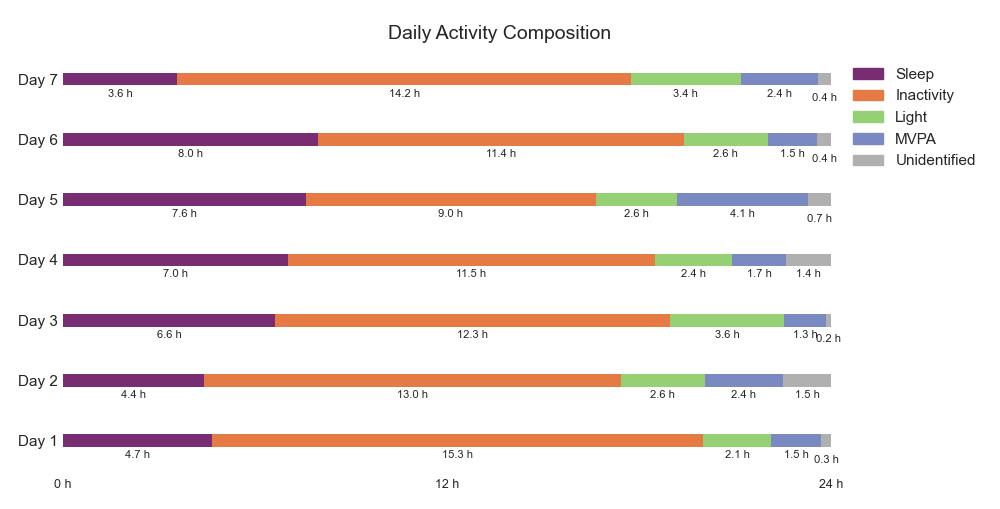 Daily Activity Composition
Day 7
3.6 h 14.2 h 3.4 h 2.4 h 0.4 h
Day 6
8.0 h 11.4 h 2.6 h 1.5 h 0.4 h
Day 5
7.6 h 9.0 h 2.6 h 4.1 h 0.7 h
Day 4
7.0 h 11.5 h 2.4 h 1.7 h 1.4 h
Day 3
6.6 h 12.3 h 3.6 h 1.3 h 0.2 h
Day 2
4.4 h 13.0 h 2.6 h 2.4 h 1.5 h
Day 1
4.7 h 15.3 h 2.1 h 1.5 h 0.3 h
0 h 12 h 24 h
Sleep
Inactivity
Light
MVPA
Unidentified